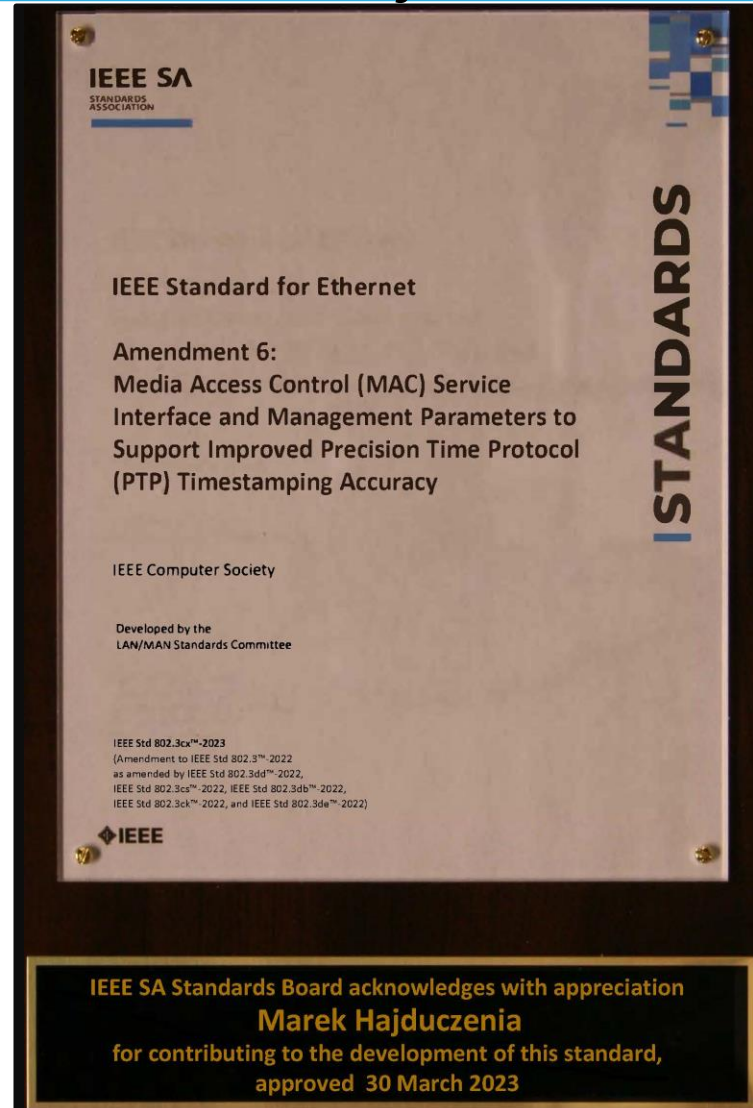 IEEE SA
STANDARDS
ASSOCIATION
STANDARDS
IEEE Standard for Ethernet
Amendment 6:
Media Access Control (MAC) Service
Interface and Management Parameters to
Support Improved Precision Time Protocol
(PTP) Timestamping Accuracy
IEEE Computer Society
Developed by the
LAN/MAN Standards Committee
IEEE Std 802.3cx™-2023
(Amendment to IEEE Std 802.3™-2022
as amended by IEEE Std 802.3dd™-2022,
IEEE Std 802.3cs™-2022, IEEE Std 802.3db™-2022,
IEEE Std 802.3ck™-2022, and IEEE Std 802.3de™-2022)
IEEE
IEEE SA Standards Board acknowledges with appreciation
Marek Hajduczenia
for contributing to the development of this standard,
approved 30 March 2023